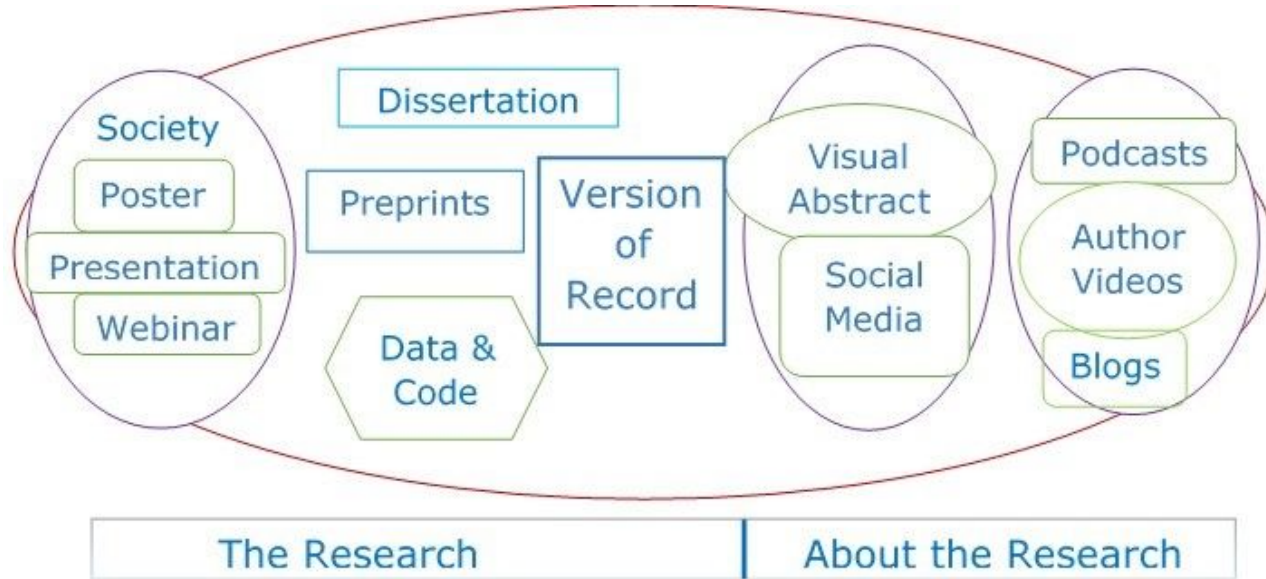 Society
Poster
Presentation
Webinar
Dissertation
Preprints
Data &
Code
Version
of
Record
Visual
Abstract
Social
Media
Podcasts
Author
Videos
Blogs
The Research
About the Research